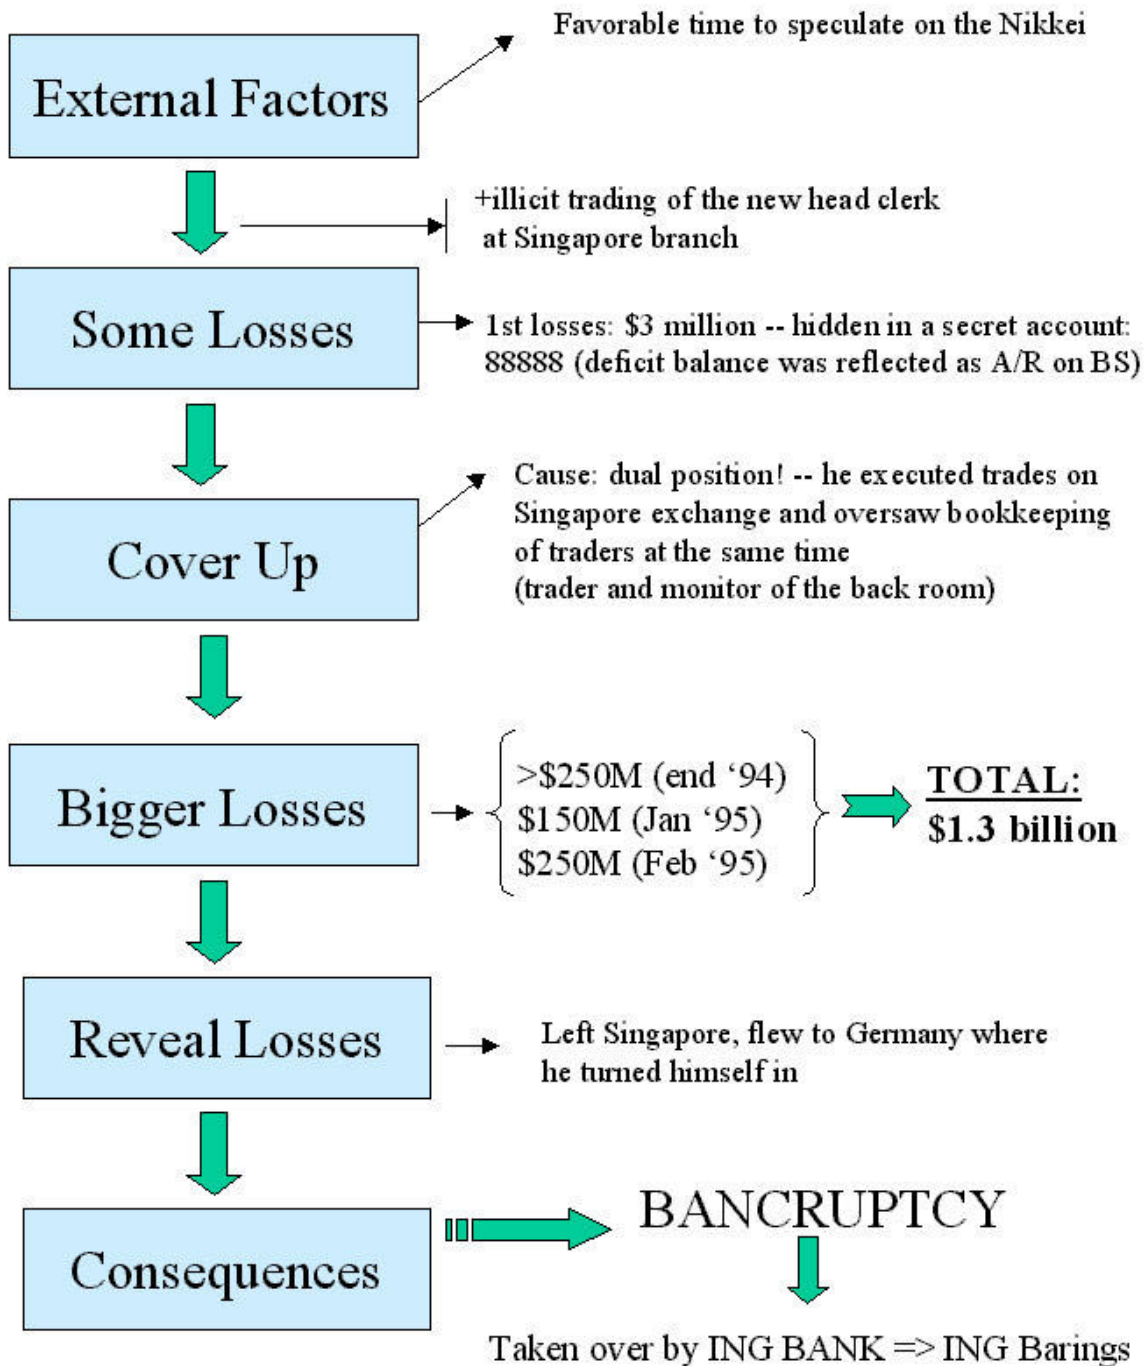 Favorable time to speculate on the Nikkei
External Factors
+illicit trading of the new head clerk
at Singapore branch
Some Losses
1st losses: $3 million -- hidden in a secret account:
88888 (deficit balance was reflected as A/R on BS)
Cover Up
Cause: dual position! -- he executed trades on
Singapore exchange and oversaw bookkeeping
of traders at the same time
(trader and monitor of the back room)
Bigger Losses
>$250M (end ‘94)
$150M (Jan ‘95)
$250M (Feb ‘95)
TOTAL:
$1.3 billion
Reveal Losses
Left Singapore, flew to Germany where
he turned himself in
Consequences
BANCRUPTCY
Taken over by ING BANK => ING Barings